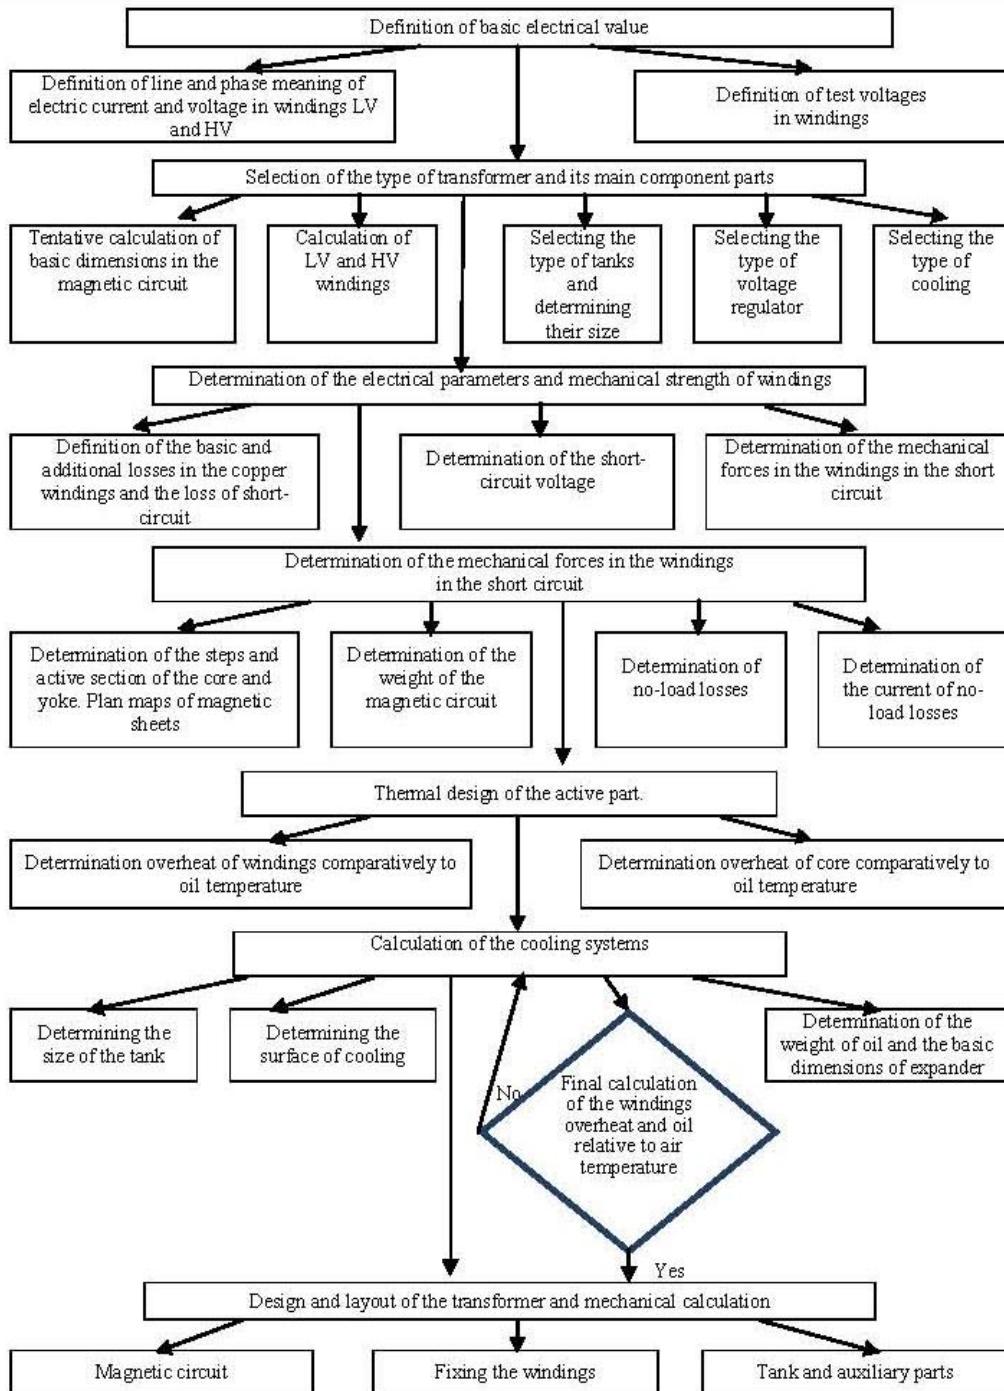 Definition of basic electrical value
Definition of line and phase meaning of
electric current and voltage in windings LV
and HV
Definition of test voltages
in windings
Selection of the type of transformer and its main component parts
Tentative calculation of
basic dimensions in the
magnetic circuit
Calculation of
LV and HV
windings
Selecting the
type of tanks
and
determining
their size
Selecting the
type of
voltage
regulator
Selecting the
type of
cooling
Determination of the electrical parameters and mechanical strength of windings
Definition of the basic and
additional losses in the copper
windings and the loss of short-
circuit
Determination of the short-
circuit voltage
Determination of the mechanical
forces in the windings in the short
circuit
Determination of the mechanical forces in the windings
in the short circuit
Determination of the steps and
active section of the core and
yoke. Plan maps of magnetic
sheets
Determination of the
weight of the
magnetic circuit
Determination of
no-load losses
Determination of
the current of no-
load losses
Thermal design of the active part.
Determination overheat of windings comparatively to
oil temperature
Determination overheat of core comparatively to
oil temperature
Calculation of the cooling systems
Determining the
size of the tank
Determining the
surface of cooling
Determination of the
weight of oil and the basic
dimensions of expander
No
Final calculation
of the windings
overheat and oil
relative to air
temperature
Yes
Design and layout of the transformer and mechanical calculation
Magnetic circuit
Fixing the windings
Tank and auxiliary parts